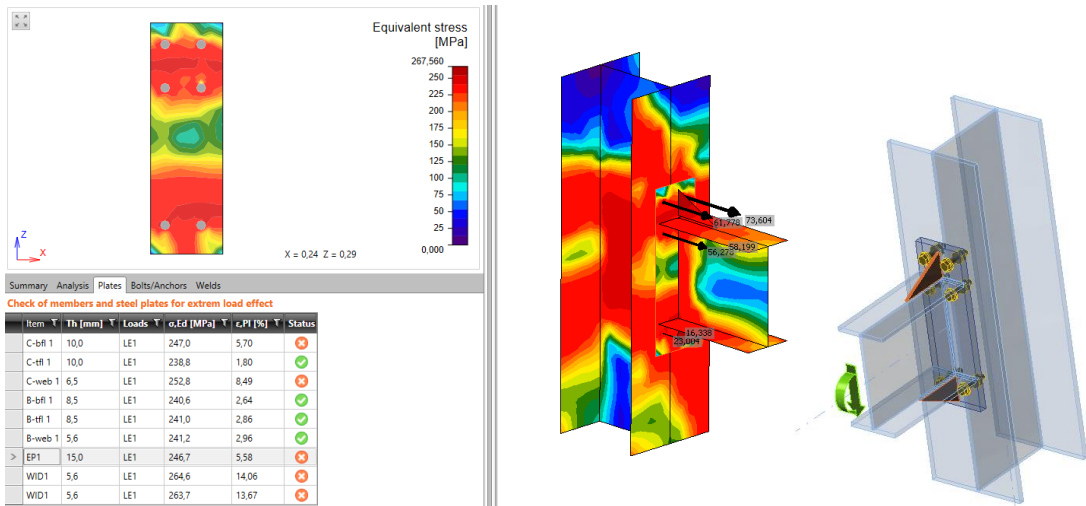 Equivalent stress
[MPa]
267,560
250
225
200
175
150
125
100
75
50
25
0,000
Z
X
X = 0,24 Z = 0,29
Summary Analysis Plates Bolts/Anchors Welds
Check of members and steel plates for extrem load effect
Item Th [mm] Loads σ,Ed [MPa] ε,Pl [%] Status
C-bfl 1 10,0 LE1 247,0 5,70
C-tfl 1 10,0 LE1 238,8 1,80
C-web 1 6,5 LE1 252,8 8,49
B-bfl 1 8,5 LE1 240,6 2,64
B-tfl 1 8,5 LE1 241,0 2,86
B-web 1 5,6 LE1 241,2 2,96
> EP1 15,0 LE1 246,7 5,58
WID1 5,6 LE1 264,6 14,06
WID1 5,6 LE1 263,7 13,67
61,778 73,604
56,278 58,199
16,338
23,004